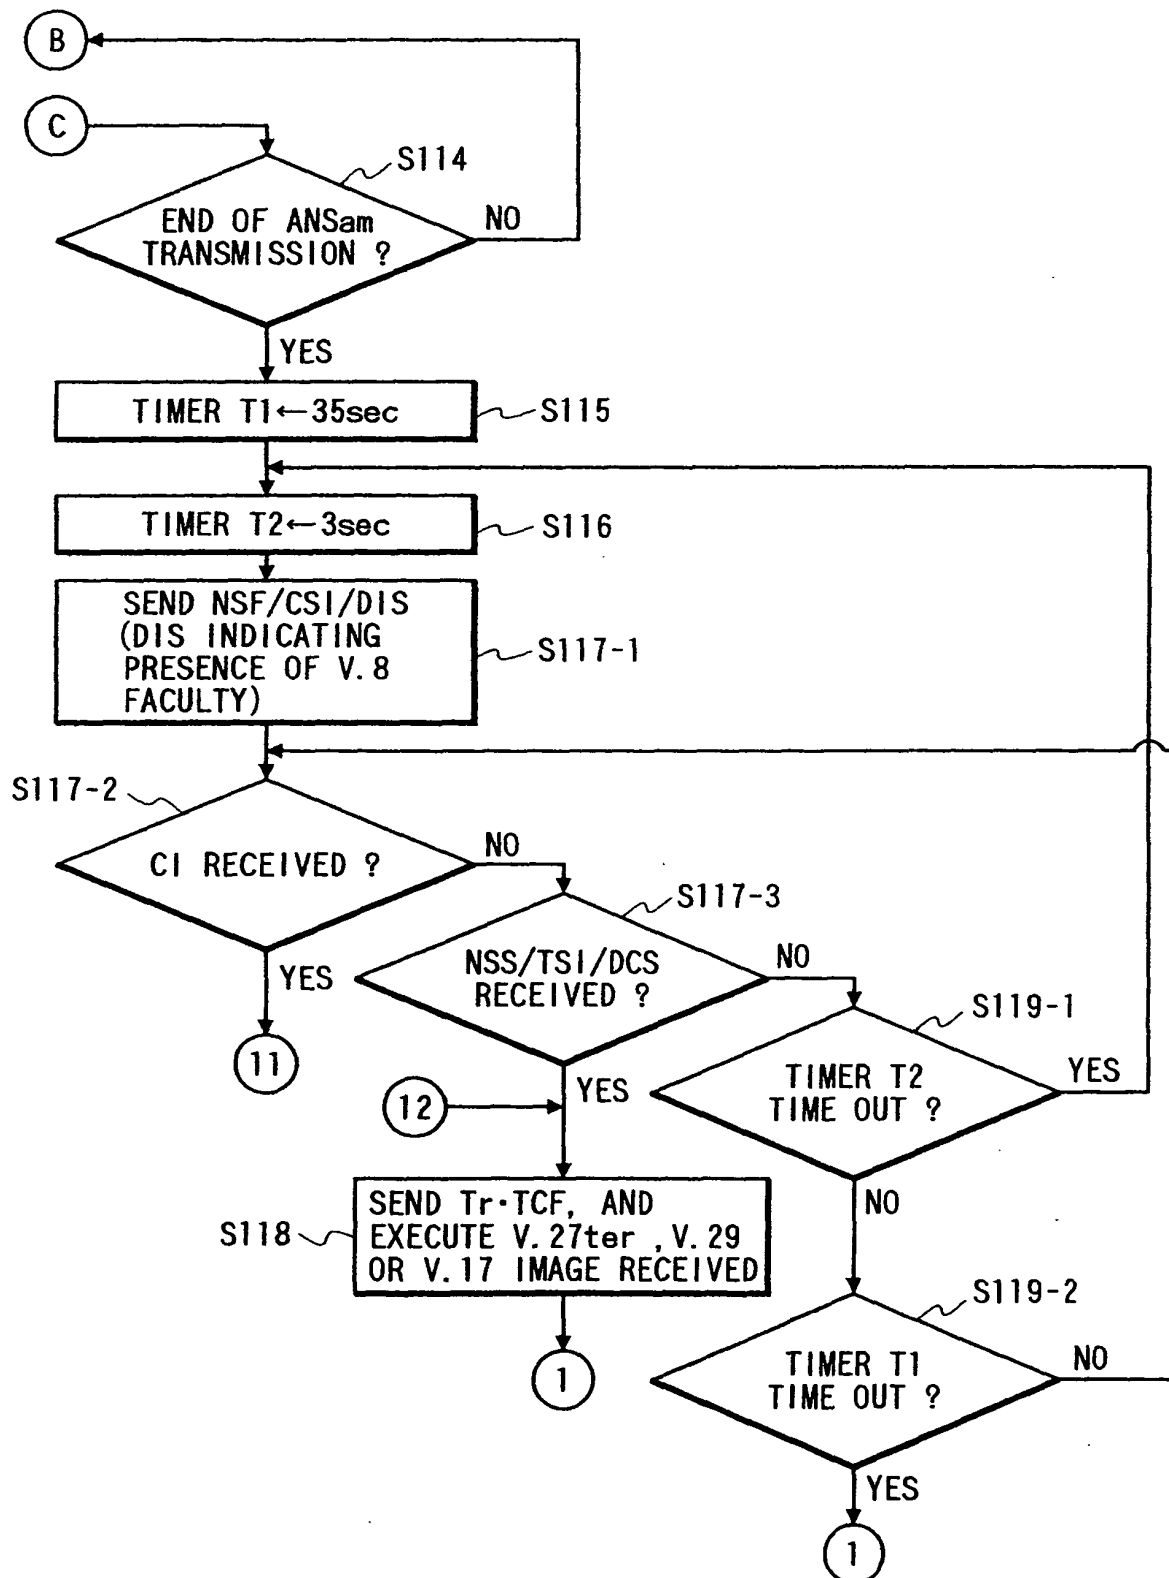 B
C
S114
END OF ANSam
TRANSMISSION ?
NO
YES
TIMER T1←35sec
S115
TIMER T2←3sec
S116
SEND NSF/CSI/DIS
(DIS INDICATING
PRESENCE OF V.8
FACULTY)
S117-1
S117-2
CI RECEIVED ?
NO
YES
11
S117-3
NSS/TSI/DCS
RECEIVED ?
NO
YES
12
S119-1
TIMER T2
TIME OUT ?
YES
NO
S118
SEND Tr·TCF, AND
EXECUTE V.27ter ,V.29
OR V.17 IMAGE RECEIVED
1
S119-2
TIMER T1
TIME OUT ?
NO
YES
1